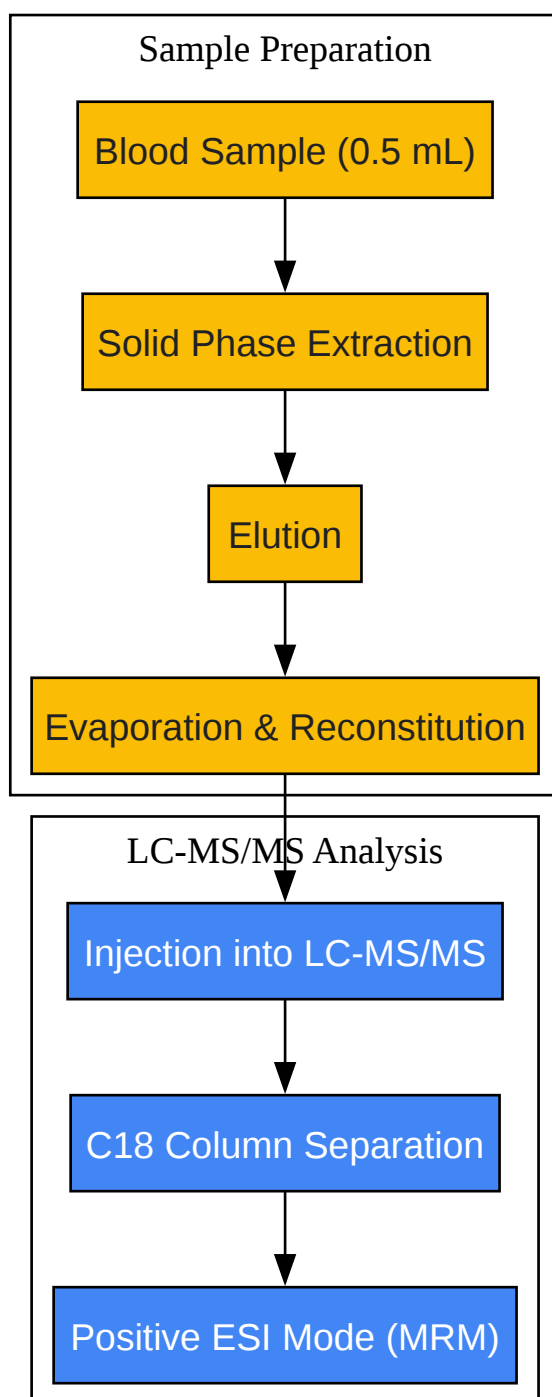 Sample Preparation
Blood Sample (0.5 mL)
Solid Phase Extraction
Elution
Evaporation & Reconstitution
LC-MS/MS Analysis
Injection into LC-MS/MS
C18 Column Separation
Positive ESI Mode (MRM)